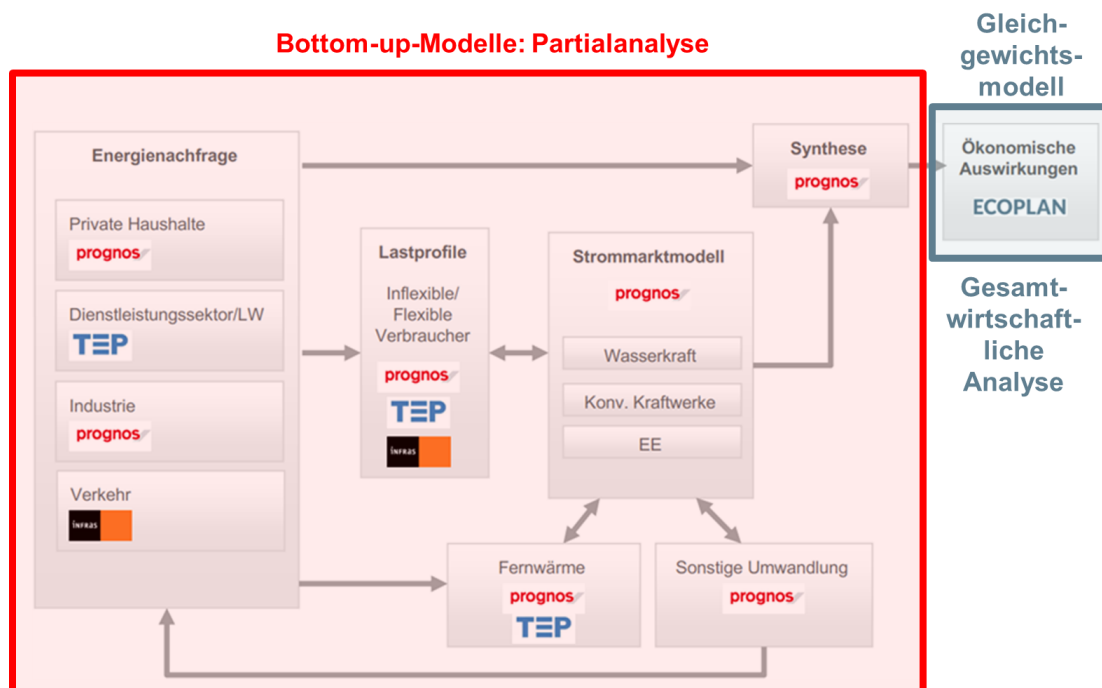 Bottom-up-Modelle: Partialanalyse
Gleich-
gewichts-
modell
Energienachfrage
Private Haushalte
prognos
Dienstleistungssektor/LW
TEP
Industrie
prognos
Verkehr
infras
Lastprofile
Inflexible/
Flexible
Verbraucher
prognos
TEP
infras
Strommarktmodell
prognos
Wasserkraft
Konv. Kraftwerke
EE
Synthese
prognos
Fernwärme
prognos
TEP
Sonstige Umwandlung
prognos
Ökonomische
Auswirkungen
ECOPLAN
Gesamt-
wirtschaft-
liche
Analyse